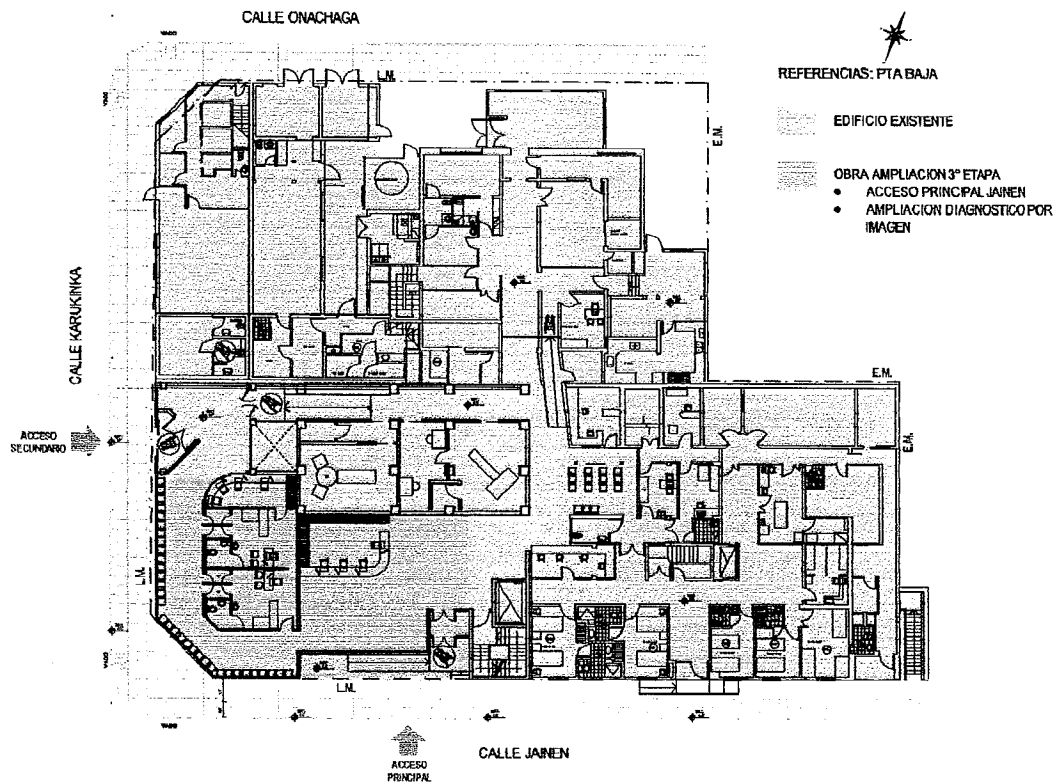 CALLE ONACHAGA
L.M.
REFERENCIAS: PTA BAJA
EDIFICIO EXISTENTE
E.M.
OBRA AMPLIACION 3° ETAPA
• ACCESO PRINCIPAL JAINEN
• AMPLIACION DIAGNOSTICO POR
IMAGEN
CALLE KARUKINKA
E.M.
ACCESO
SECUNDARIO
E.M.
L.M.
L.M.
CALLE JAINEN
ACCESO
PRINCIPAL